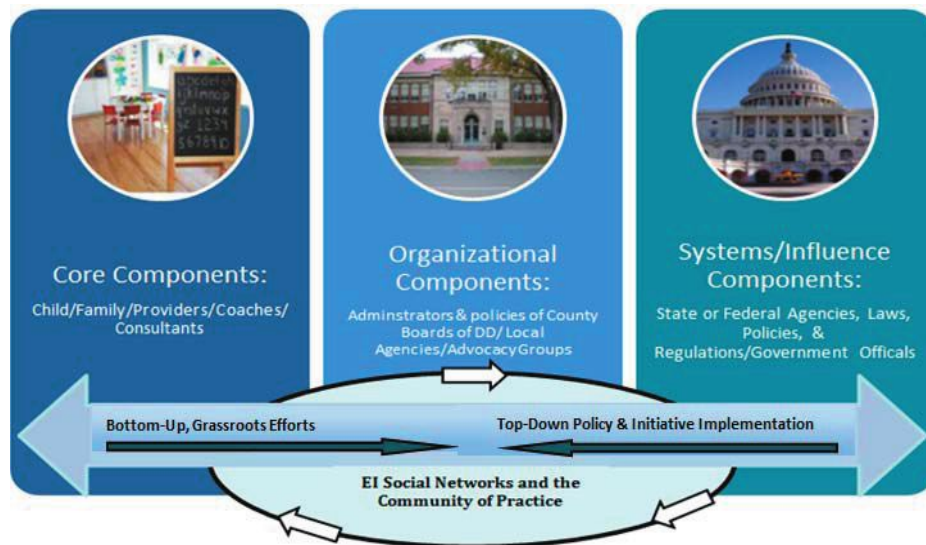 Core Components:
Child/Family/Providers/Coaches/
Consultants
Organizational
Components:
Adminstrators & policies of County
Boards of DD/ Local
Agencies/Advocacy Groups
Systems/Influence
Components:
State or Federal Agencies, Laws,
Policies, &
Regulations/Government Officals
Bottom-Up, Grassroots Efforts
Top-Down Policy & Initiative Implementation
EI Social Networks and the
Community of Practice